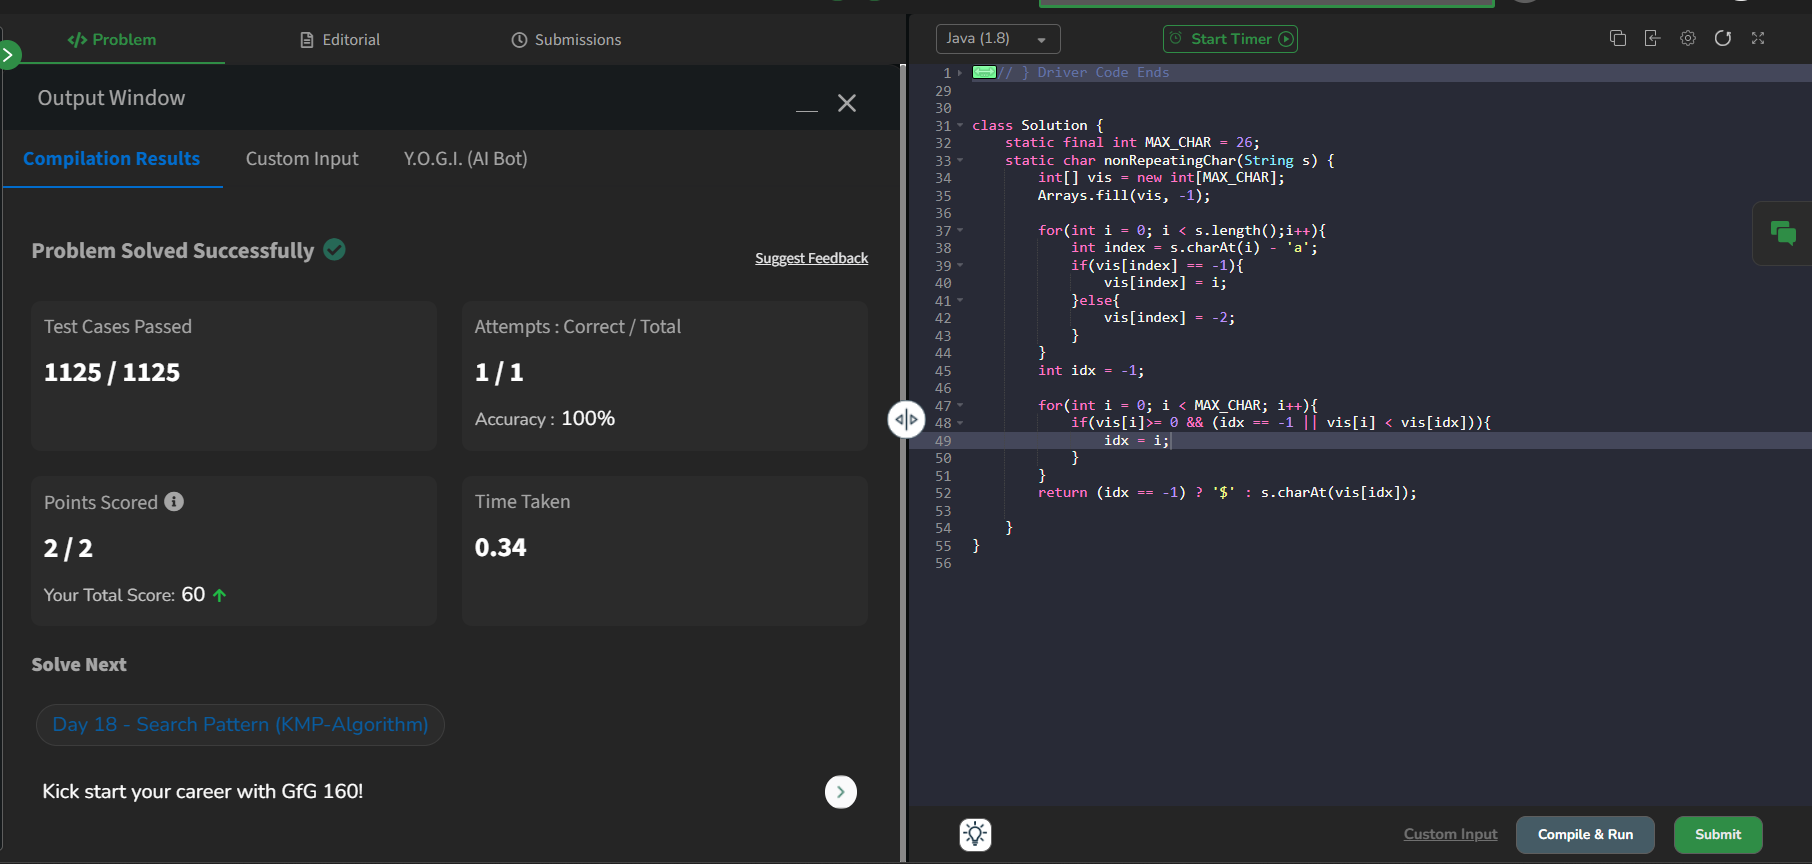 </> Problem
Editorial
Submissions
Output Window
Compilation Results
Custom Input
Y.O.G.I. (AI Bot)
Problem Solved Successfully
Suggest Feedback
Test Cases Passed
1125 / 1125
Attempts : Correct / Total
1 / 1
Accuracy : 100%
Points Scored
2 / 2
Your Total Score: 60
Time Taken
0.34
Solve Next
Day 18 - Search Pattern (KMP-Algorithm)
Kick start your career with GfG 160!
Java (1.8)
Start Timer
1 // } Driver Code Ends
29
30
31 class Solution {
32     static final int MAX_CHAR = 26;
33     static char nonRepeatingChar(String s) {
34         int[] vis = new int[MAX_CHAR];
35         Arrays.fill(vis, -1);
36
37         for(int i = 0; i < s.length();i++){
38             int index = s.charAt(i) - 'a';
39             if(vis[index] == -1){
40                 vis[index] = i;
41             }else{
42                 vis[index] = -2;
43             }
44         }
45         int idx = -1;
46
47         for(int i = 0; i < MAX_CHAR; i++){
48             if(vis[i]>= 0 && (idx == -1 || vis[i] < vis[idx])){
49                 idx = i;
50             }
51         }
52         return (idx == -1) ? '$' : s.charAt(vis[idx]);
53
54     }
55 }
56
Custom Input
Compile & Run
Submit